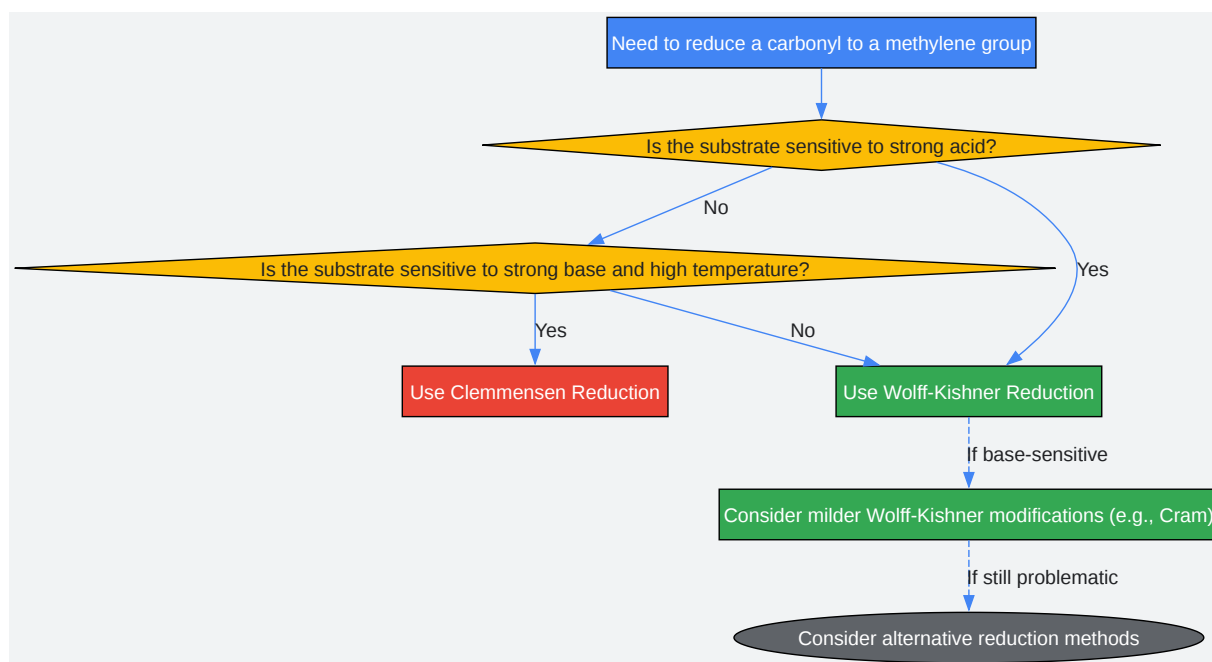 Need to reduce a carbonyl to a methylene group
Is the substrate sensitive to strong acid?
No
Yes
Is the substrate sensitive to strong base and high temperature?
Yes
No
Use Clemmensen Reduction
Use Wolff-Kishner Reduction
If base-sensitive
Consider milder Wolff-Kishner modifications (e.g., Cram)
If still problematic
Consider alternative reduction methods